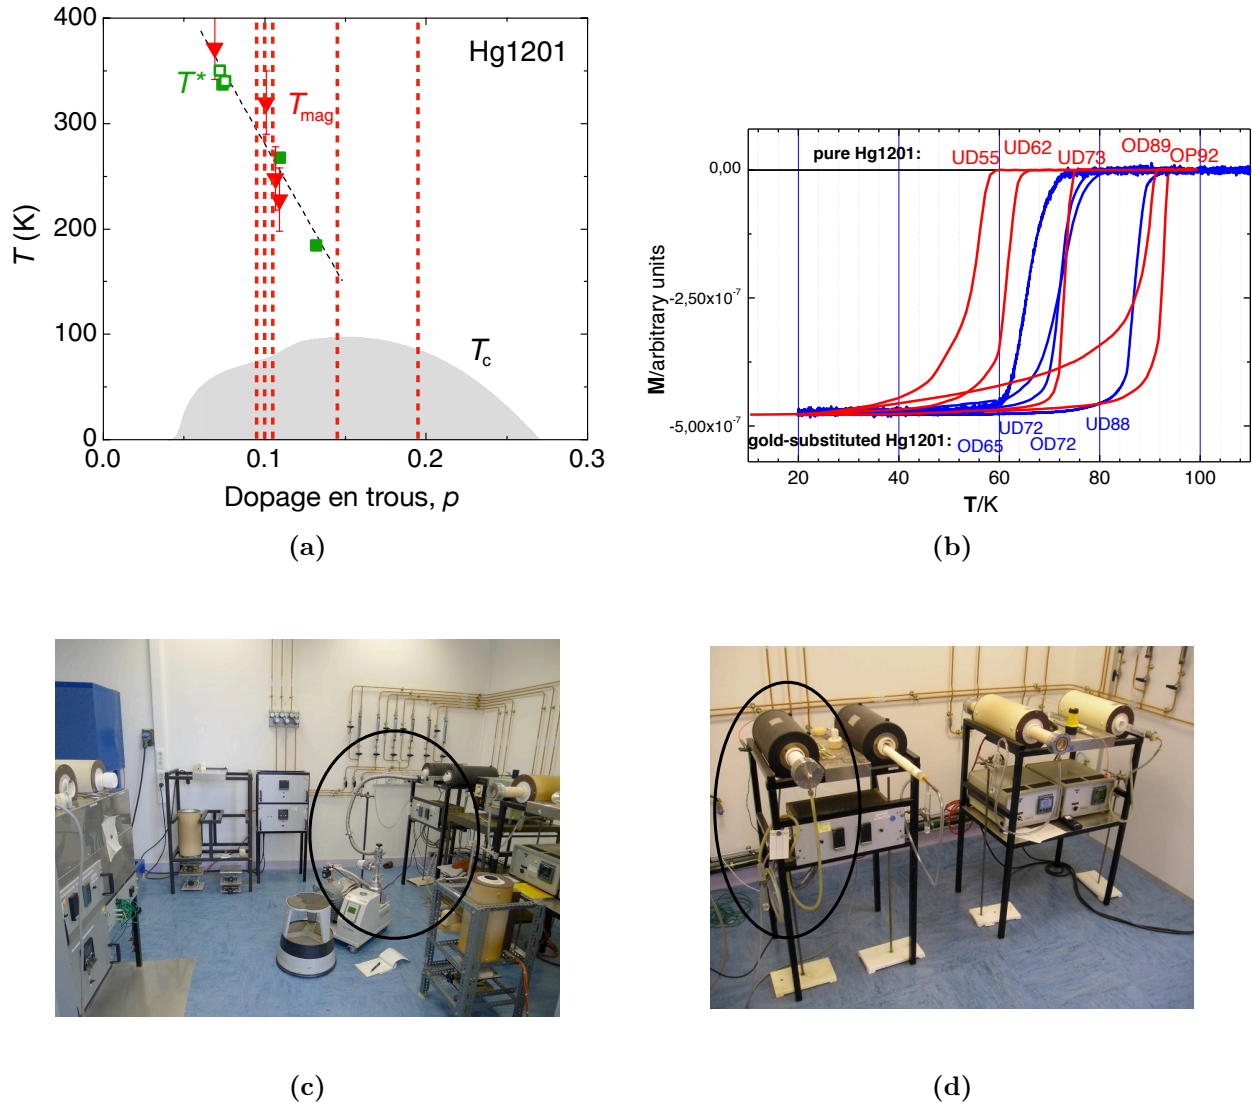 400
300
200
100
0
T (K)
0.0
0.1
0.2
0.3
Dopage en trous, p
Hg1201
T*
Tmag
Tc
(a)
0,00
-2,50x10-7
-5,00x10-7
M/arbitrary units
pure Hg1201:
UD55
UD62
UD73
OD89
OP92
gold-substituted Hg1201:
OD65
UD72
OD72
UD88
20
40
60
80
100
T/K
(b)
(c)
(d)